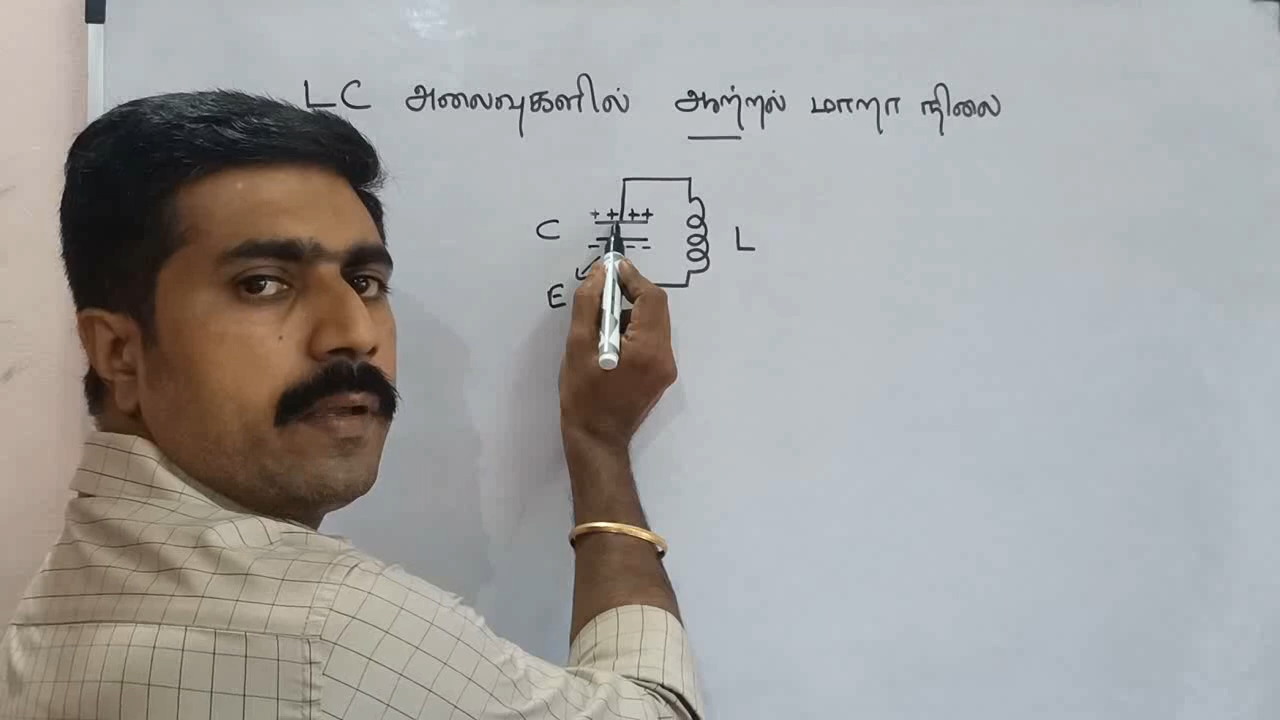 LC அலைவுகளில் ஆற்றல் மாறா நிலை
+ + + +
C
L
- - -
E